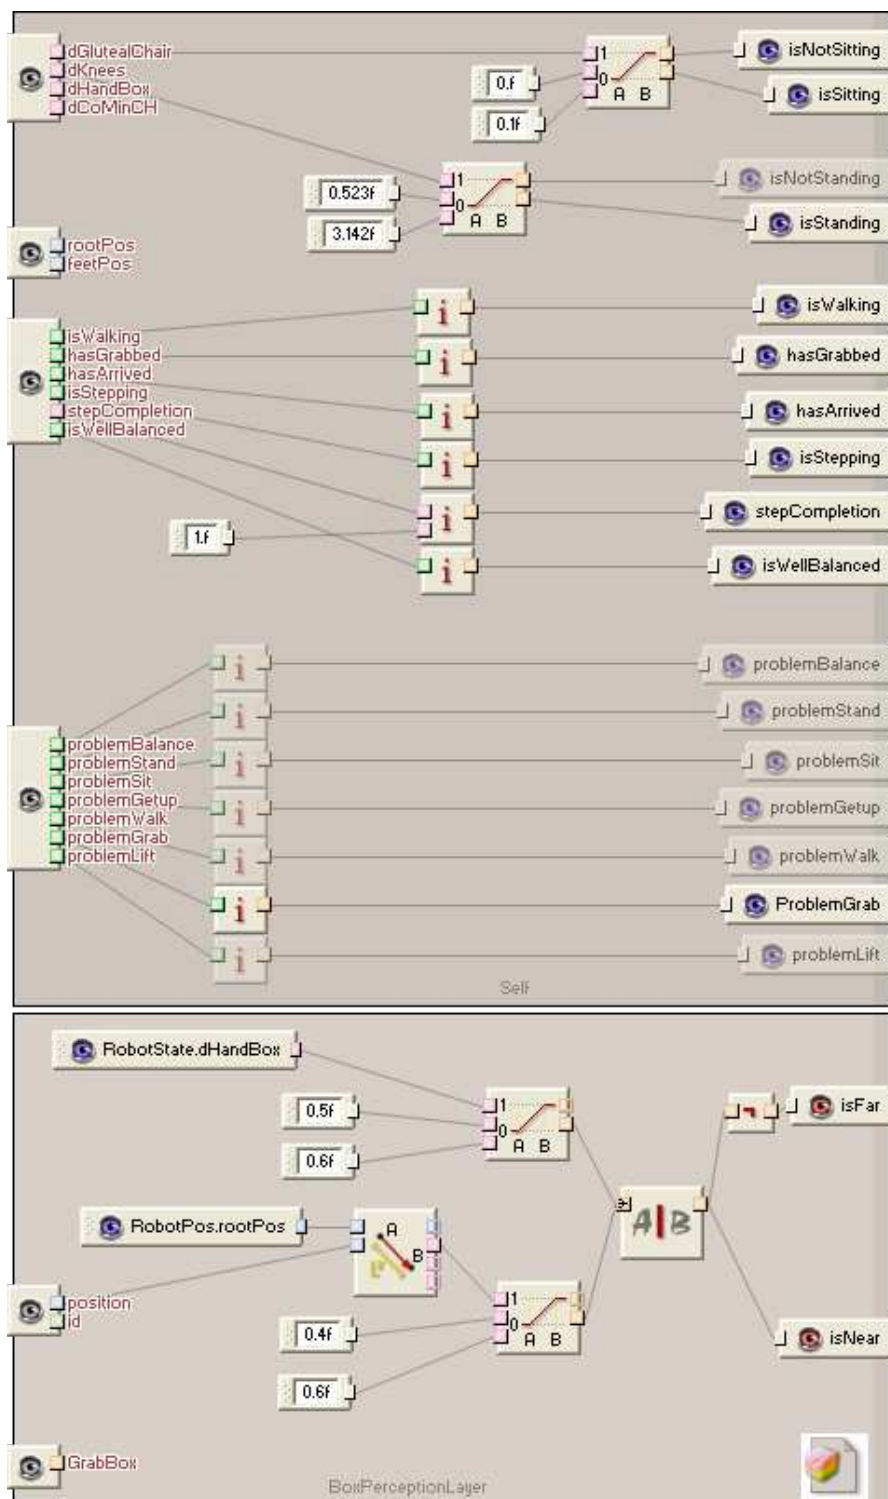 dGlutealChair
dKnees
dHandBox
dCoMinCH
1
0
A B
0.f
0.1f
isNotSitting
isSitting
1
0
A B
0.523f
3.142f
isNotStanding
isStanding
rootPos
feetPos
isWalking
hasGrabbed
hasArrived
isStepping
stepCompletion
isWellBalanced
i
i
i
i
i
i
1.f
isWalking
hasGrabbed
hasArrived
isStepping
stepCompletion
isWellBalanced
problemBalance
problemStand
problemSit
problemGetup
problemWalk
problemGrab
problemLift
i
i
i
i
i
i
i
problemBalance
problemStand
problemSit
problemGetup
problemWalk
ProblemGrab
problemLift
Self
RobotState.dHandBox
0.5f
0.6f
1
0
A B
isFar
RobotPos.rootPos
A
B
A|B
position
id
0.4f
0.6f
1
0
A B
isNear
GrabBox
BoxPerceptionLayer